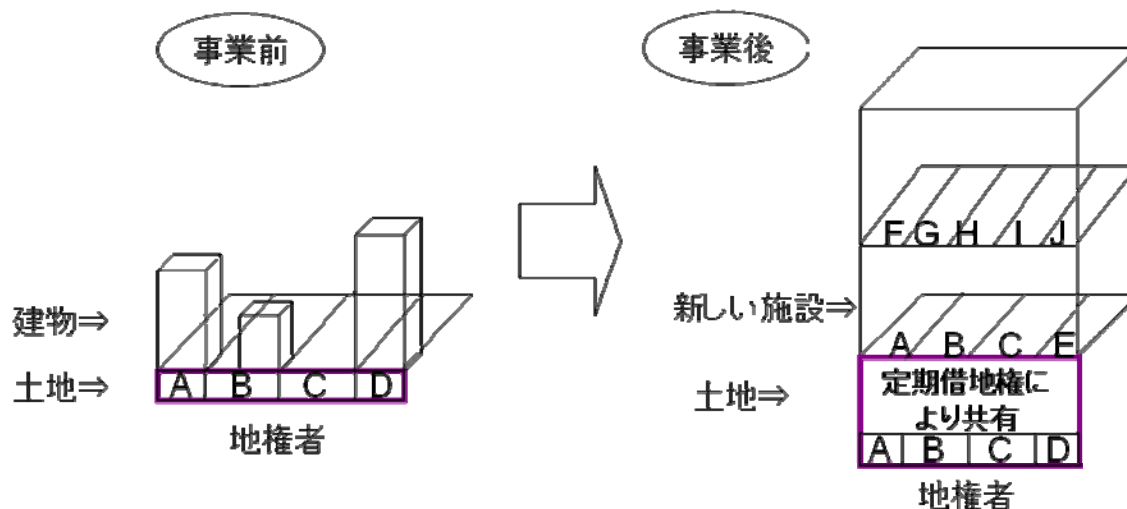 事業前
建物⇒
土地⇒
A B C D
地権者
事業後
F G H I J
新しい施設⇒
A B C E
土地⇒
定期借地権に
より共有
A B C D
地権者